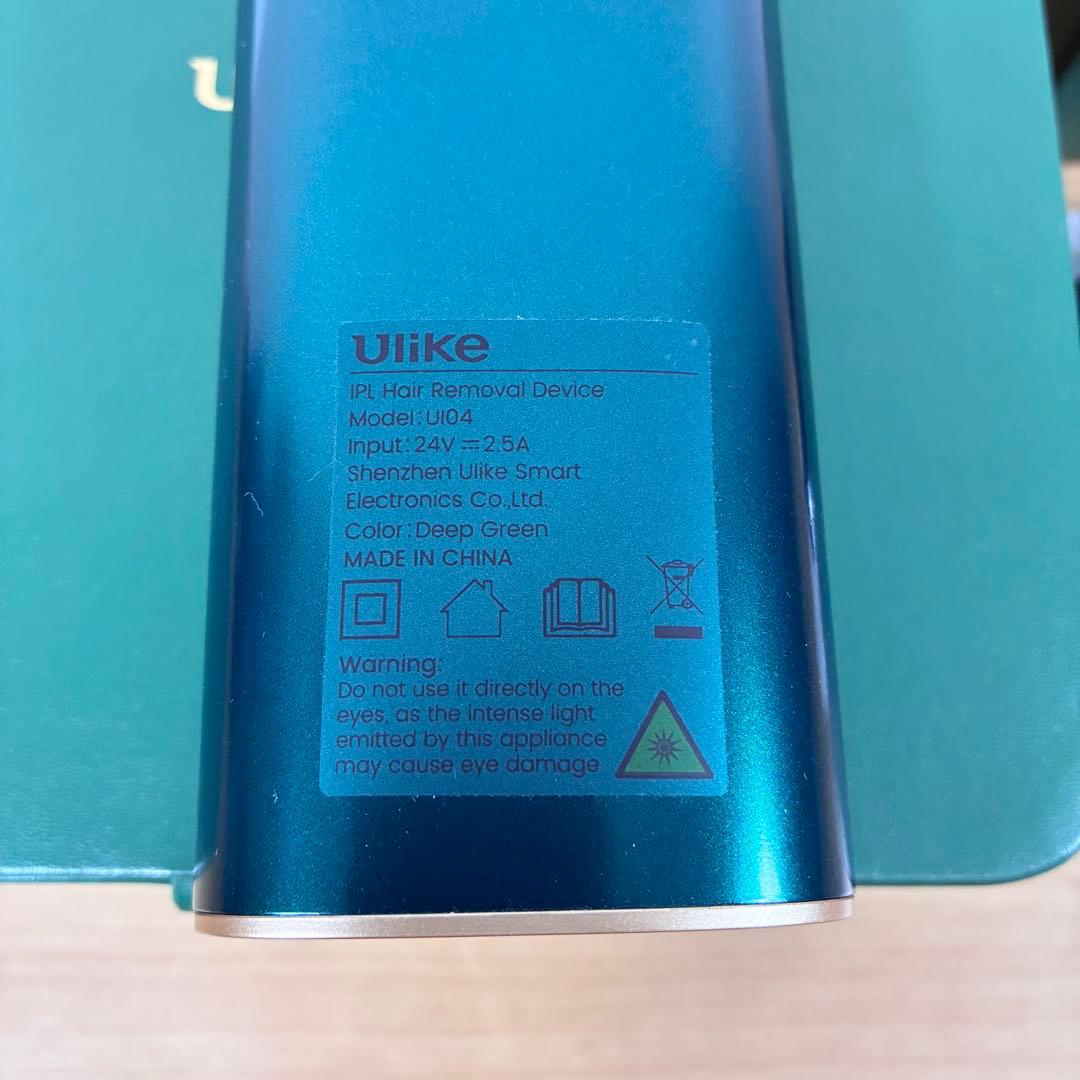 U
Ulike
IPL Hair Removal Device
Model:UI04
Input:24V⎓2.5A
Shenzhen Ulike Smart
Electronics Co.,Ltd.
Color:Deep Green
MADE IN CHINA
Warning:
Do not use it directly on the
eyes, as the intense light
emitted by this appliance
may cause eye damage